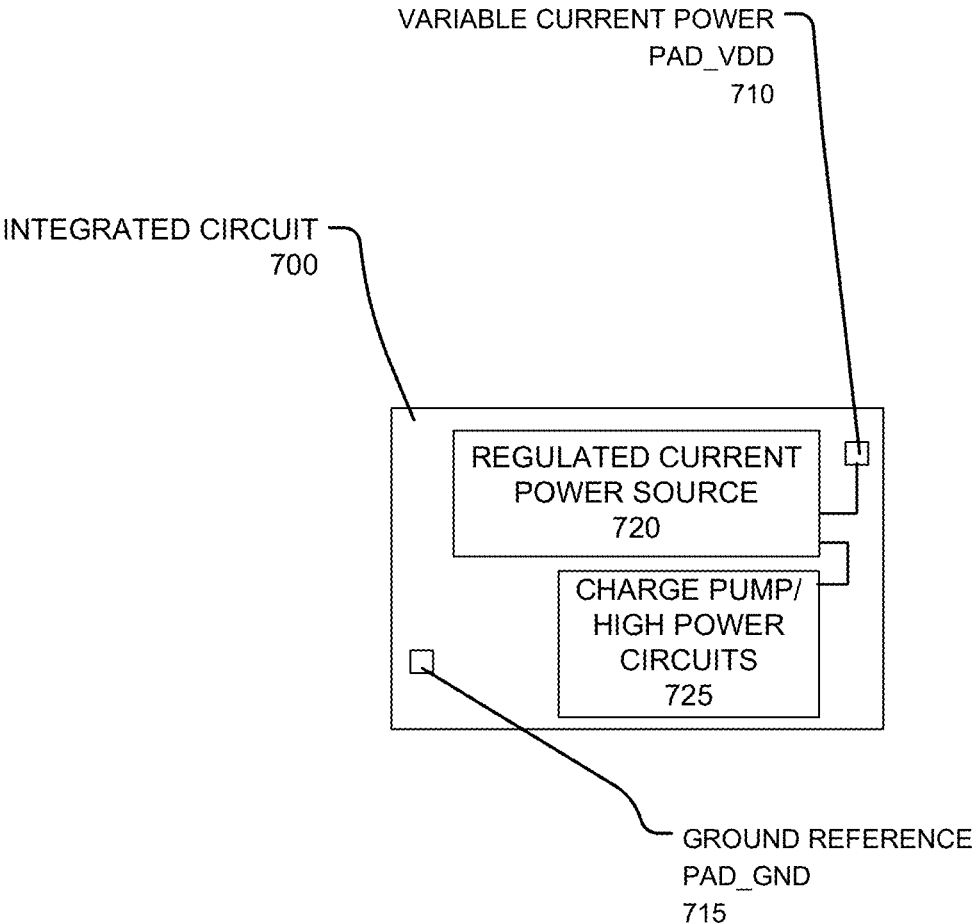 VARIABLE CURRENT POWER
PAD_VDD
710
INTEGRATED CIRCUIT
700
REGULATED CURRENT
POWER SOURCE
720
CHARGE PUMP/
HIGH POWER
CIRCUITS
725
GROUND REFERENCE
PAD_GND
715